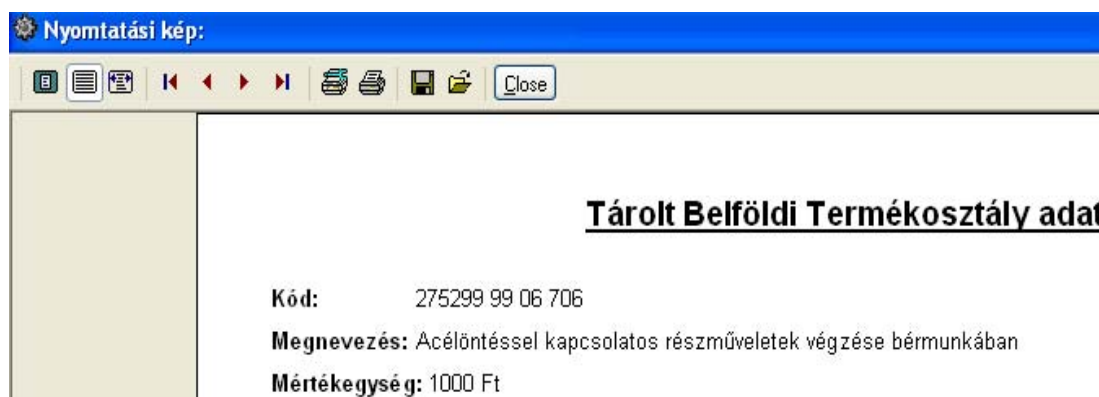 Nyomtatási kép:
Close
Tárolt Belföldi Termékosztály adat
Kód: 275299 99 06 706
Megnevezés: Acélöntéssel kapcsolatos részműveletek végzése bérmunkában
Mértékegység: 1000 Ft